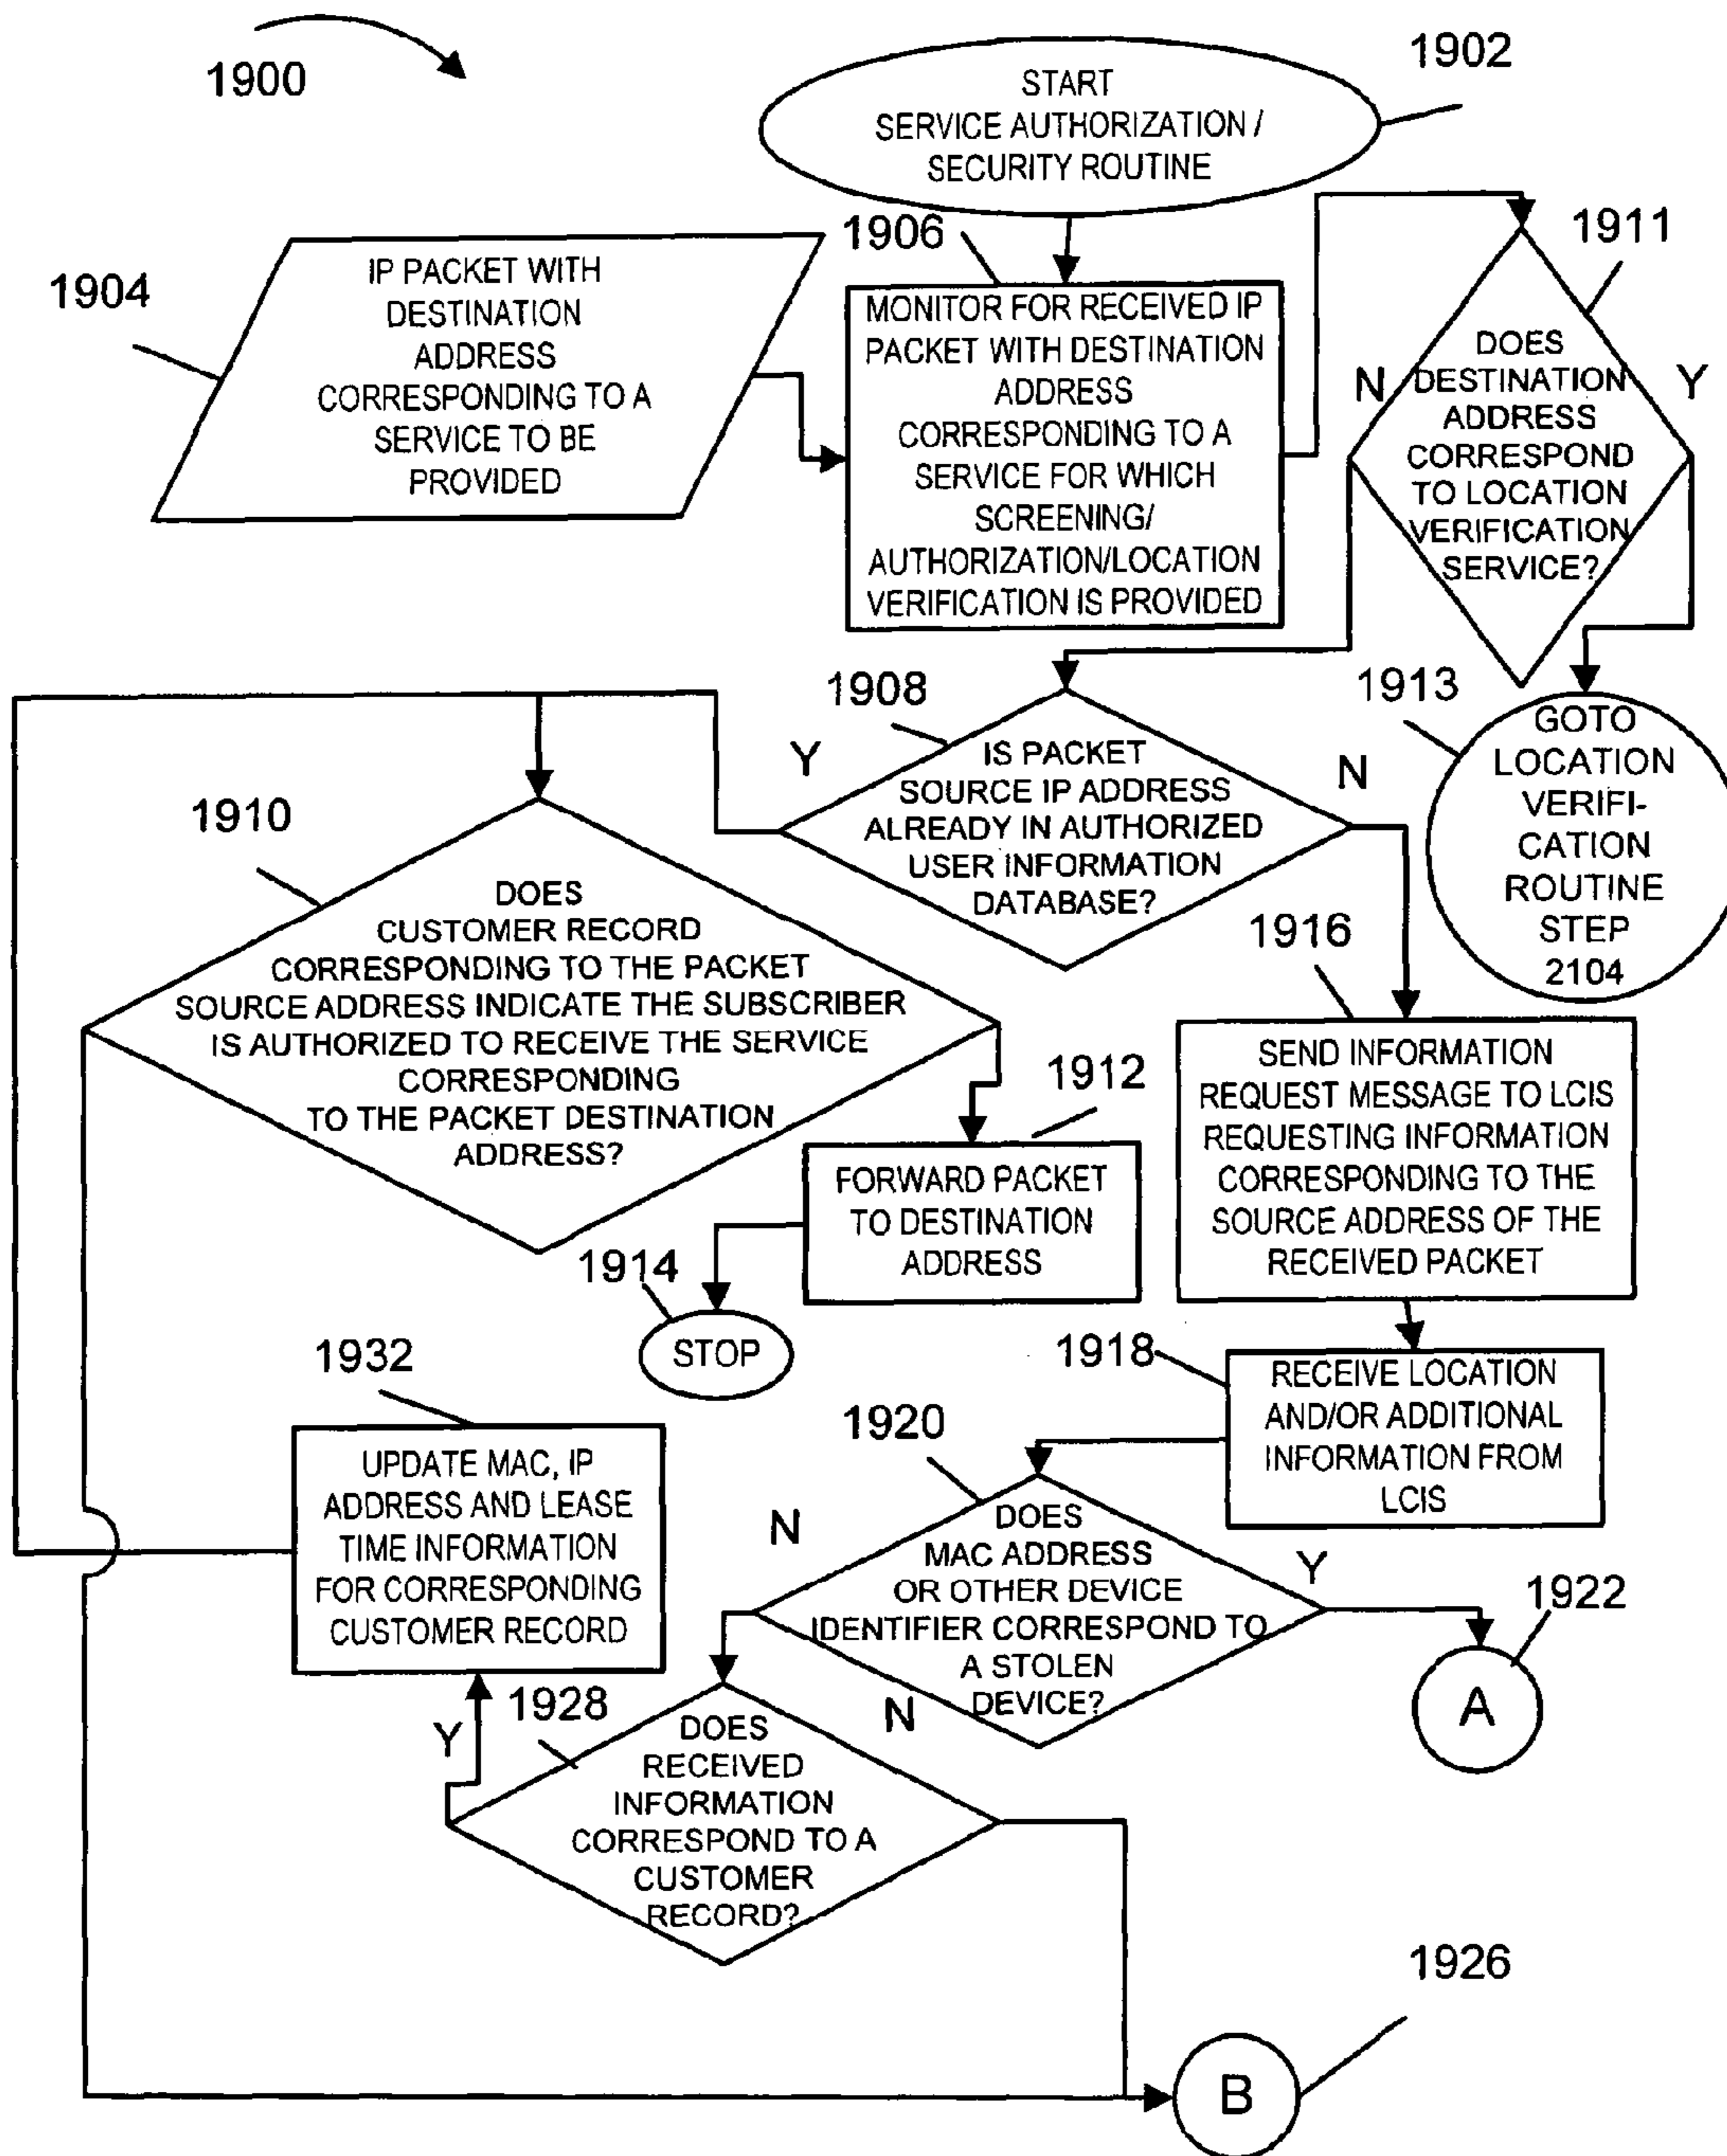 1900
1902
START
SERVICE AUTHORIZATION /
SECURITY ROUTINE
1904
IP PACKET WITH
DESTINATION
ADDRESS
CORRESPONDING TO A
SERVICE TO BE
PROVIDED
1906
MONITOR FOR RECEIVED IP
PACKET WITH DESTINATION
ADDRESS
CORRESPONDING TO A
SERVICE FOR WHICH
SCREENING/
AUTHORIZATION/LOCATION
VERIFICATION IS PROVIDED
1911
N
Y
DOES
DESTINATION
ADDRESS
CORRESPOND
TO LOCATION
VERIFICATION
SERVICE?
1913
GOTO
LOCATION
VERIFI-
CATION
ROUTINE
STEP
2104
1908
Y
N
IS PACKET
SOURCE IP ADDRESS
ALREADY IN AUTHORIZED
USER INFORMATION
DATABASE?
1910
DOES
CUSTOMER RECORD
CORRESPONDING TO THE PACKET
SOURCE ADDRESS INDICATE THE SUBSCRIBER
IS AUTHORIZED TO RECEIVE THE SERVICE
CORRESPONDING
TO THE PACKET DESTINATION
ADDRESS?
1912
FORWARD PACKET
TO DESTINATION
ADDRESS
1914
STOP
1916
SEND INFORMATION
REQUEST MESSAGE TO LCIS
REQUESTING INFORMATION
CORRESPONDING TO THE
SOURCE ADDRESS OF THE
RECEIVED PACKET
1918
RECEIVE LOCATION
AND/OR ADDITIONAL
INFORMATION FROM
LCIS
1920
N
Y
DOES
MAC ADDRESS
OR OTHER DEVICE
IDENTIFIER CORRESPOND TO
A STOLEN
DEVICE?
1922
A
1932
UPDATE MAC, IP
ADDRESS AND LEASE
TIME INFORMATION
FOR CORRESPONDING
CUSTOMER RECORD
1928
Y
N
DOES
RECEIVED
INFORMATION
CORRESPOND TO A
CUSTOMER
RECORD?
1926
B